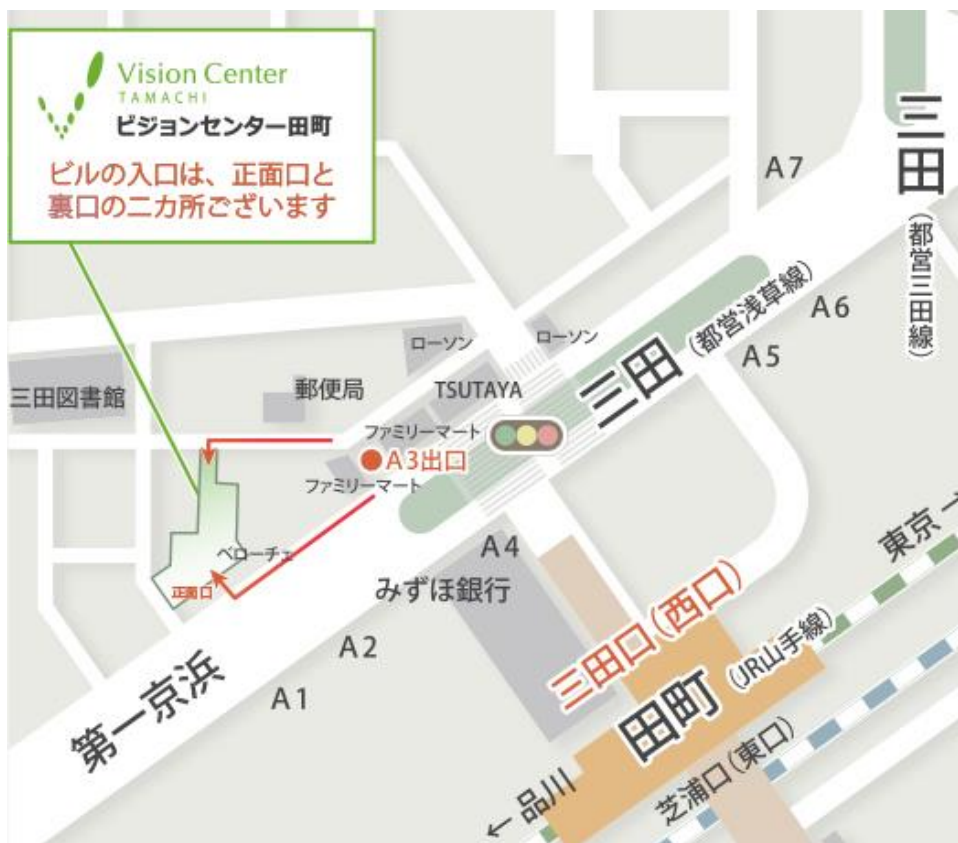 Vision Center
TAMACHI
ビジョンセンター田町
ビルの入口は、正面口と
裏口の二カ所ございます
三田
(都営三田線)
A7
A6
A5
三田
(都営浅草線)
ローソン
ローソン
TSUTAYA
郵便局
三田図書館
ファミリーマート
A3出口
ファミリーマート
ベローチェ
正面口
A4
みずほ銀行
A2
A1
第一京浜
三田口(西口)
田町
(JR山手線)
東京→
芝浦口(東口)
←品川